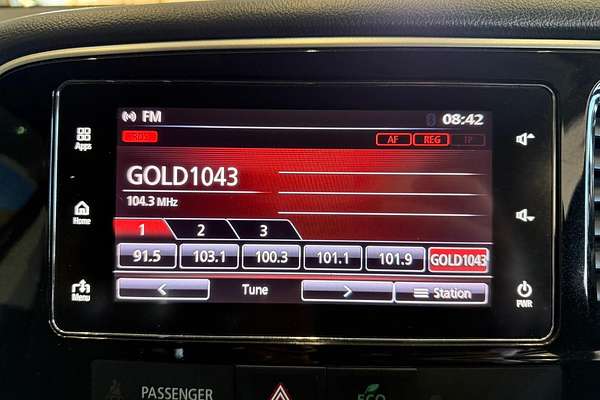 FM 08:42
RDS AF REG TP
Apps
GOLD1043
104.3 MHz
Home
1 2 3
91.5 103.1 100.3 101.1 101.9 GOLD1043
Menu < Tune > Station PWR
PASSENGER ECO